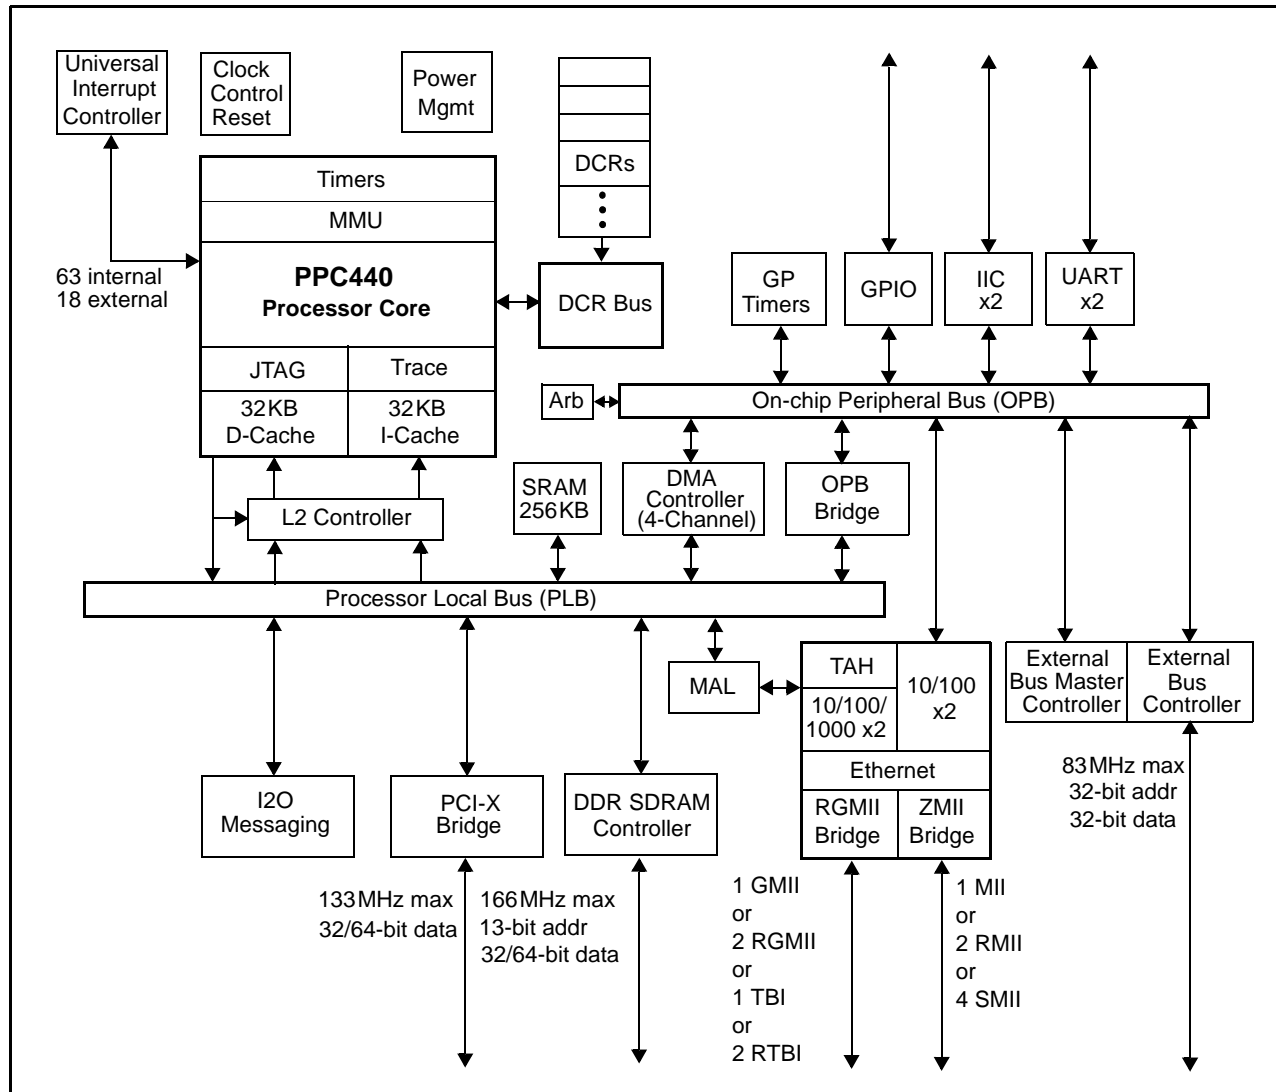 Universal
Interrupt
Controller
Clock
Control
Reset
Power
Mgmt
DCRs
Timers
MMU
PPC440
Processor Core
63 internal
18 external
DCR Bus
GP
Timers
GPIO
IIC
x2
UART
x2
JTAG
Trace
32KB
D-Cache
32KB
I-Cache
Arb
On-chip Peripheral Bus (OPB)
L2 Controller
SRAM
256KB
DMA
Controller
(4-Channel)
OPB
Bridge
Processor Local Bus (PLB)
MAL
TAH
10/100/
1000 x2
10/100
x2
Ethernet
RGMII
Bridge
ZMII
Bridge
External
Bus Master
Controller
External
Bus
Controller
I2O
Messaging
PCI-X
Bridge
DDR SDRAM
Controller
83MHz max
32-bit addr
32-bit data
133MHz max
32/64-bit data
166MHz max
13-bit addr
32/64-bit data
1 GMII
or
2 RGMII
or
1 TBI
or
2 RTBI
1 MII
or
2 RMII
or
4 SMII